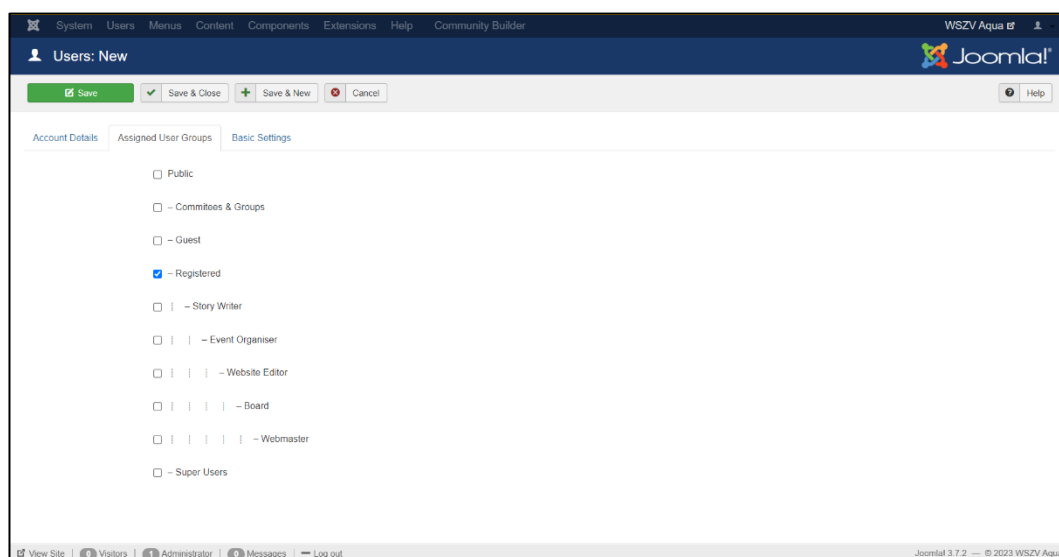 System Users Menus Content Components Extensions Help Community Builder WSZV Aqua
Users: New Joomla!®
Save Save & Close Save & New Cancel Help
Account Details Assigned User Groups Basic Settings
Public
– Commitees & Groups
– Guest
– Registered
– Story Writer
– Event Organiser
– Website Editor
– Board
– Webmaster
– Super Users
View Site 0 Visitors 1 Administrator 0 Messages Log out Joomla! 3.7.2 — © 2023 WSZV Aqua